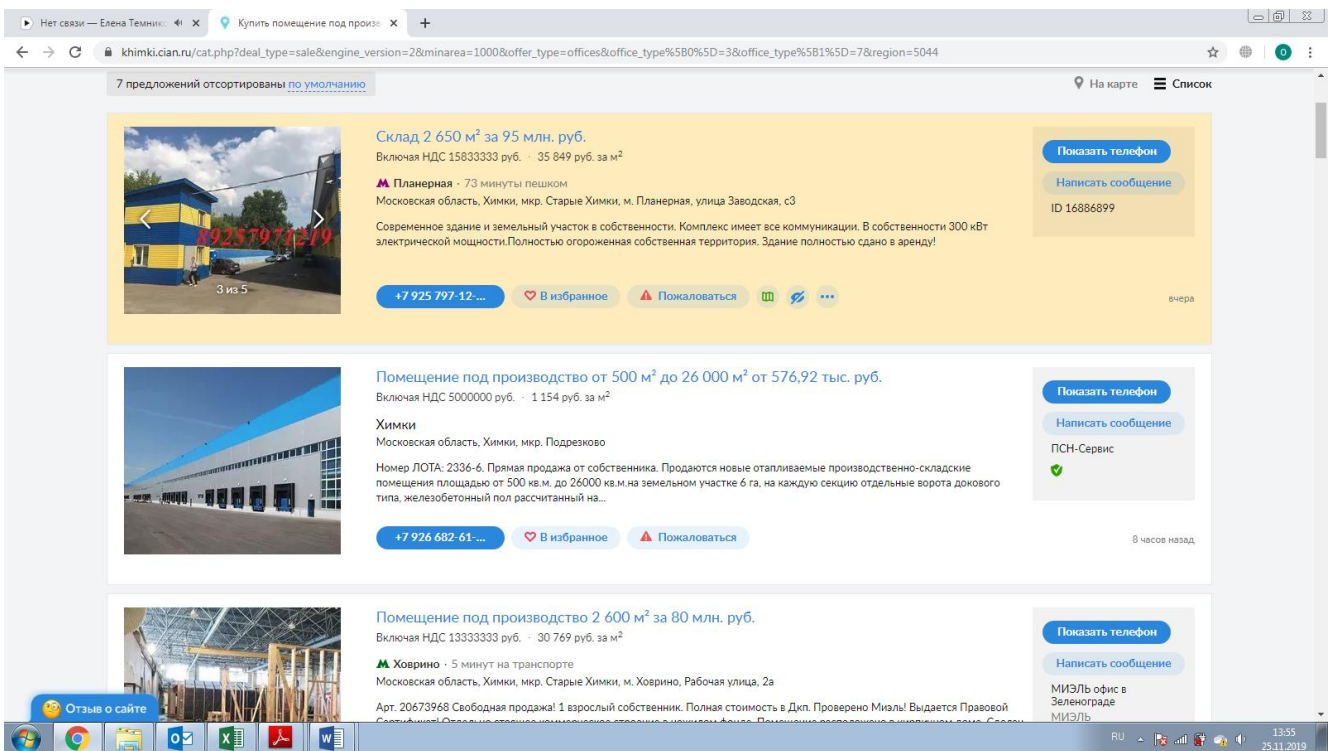 Нет связи — Елена Темникс
Купить помещение под произв
khimki.cian.ru/cat.php?deal_type=sale&engine_version=2&minarea=1000&offer_type=offices&office_type%5B0%5D=3&office_type%5B1%5D=7&region=5044
7 предложений отсортированы по умолчанию
На карте Список
Склад 2 650 м² за 95 млн. руб.
Включая НДС 15833333 руб. · 35 849 руб. за м²
Планерная · 73 минуты пешком
Московская область, Химки, мкр. Старые Химки, м. Планерная, улица Заводская, с3
Современное здание и земельный участок в собственности. Комплекс имеет все коммуникации. В собственности 300 кВт
электрической мощности.Полностью огороженная собственная территория. Здание полностью сдано в аренду!
89257971219
3 из 5
+7 925 797-12-... В избранное Пожаловаться
Показать телефон
Написать сообщение
ID 16886899
вчера
Помещение под производство от 500 м² до 26 000 м² от 576,92 тыс. руб.
Включая НДС 5000000 руб. · 1 154 руб. за м²
Химки
Московская область, Химки, мкр. Подрезково
Номер ЛОТА: 2336-6. Прямая продажа от собственника. Продаются новые отапливаемые производственно-складские
помещения площадью от 500 кв.м. до 26000 кв.м.на земельном участке 6 га, на каждую секцию отдельные ворота докового
типа, железобетонный пол рассчитанный на...
+7 926 682-61-... В избранное Пожаловаться
Показать телефон
Написать сообщение
ПСН-Сервис
8 часов назад
Помещение под производство 2 600 м² за 80 млн. руб.
Включая НДС 13333333 руб. · 30 769 руб. за м²
Ховрино · 5 минут на транспорте
Московская область, Химки, мкр. Старые Химки, м. Ховрино, Рабочая улица, 2а
Арт. 20673968 Свободная продажа! 1 взрослый собственник. Полная стоимость в Дкп. Проверено Миэль! Выдается Правовой
Показать телефон
Написать сообщение
МИЭЛЬ офис в
Зеленограде
МИЭЛЬ
Отзыв о сайте
RU
13:55
25.11.2019